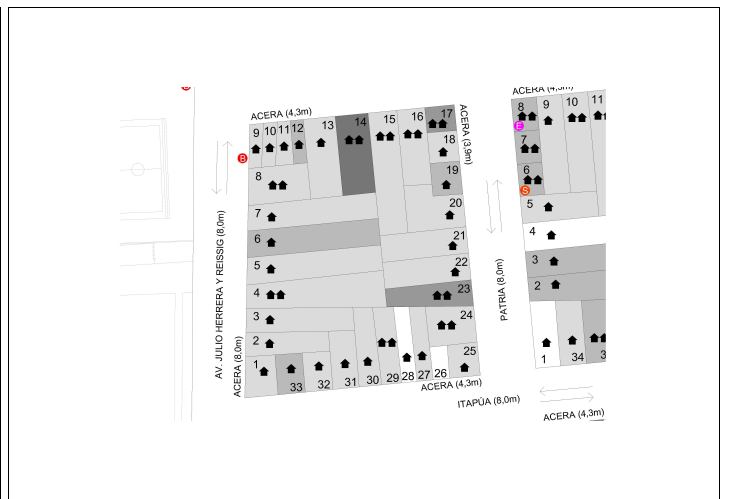 ACERA (4,3m)
ACERA (4,3m)
8 9 10 11
E
7
6
S
5
4
3
2
1 34
9 10 11 12 13 14 15 16 17
ACERA (3,9m)
B
18
8
19
7
20
6
21
5
22
4
23
3
24
2
25
1 33 32 31 30 29 28 27 26
AV. JULIO HERRERA Y REISSIG (8,0m)
ACERA (8,0m)
PATRIA (8,0m)
ACERA (4,3m)
ITAPÚA (8,0m)
ACERA (4,3m)